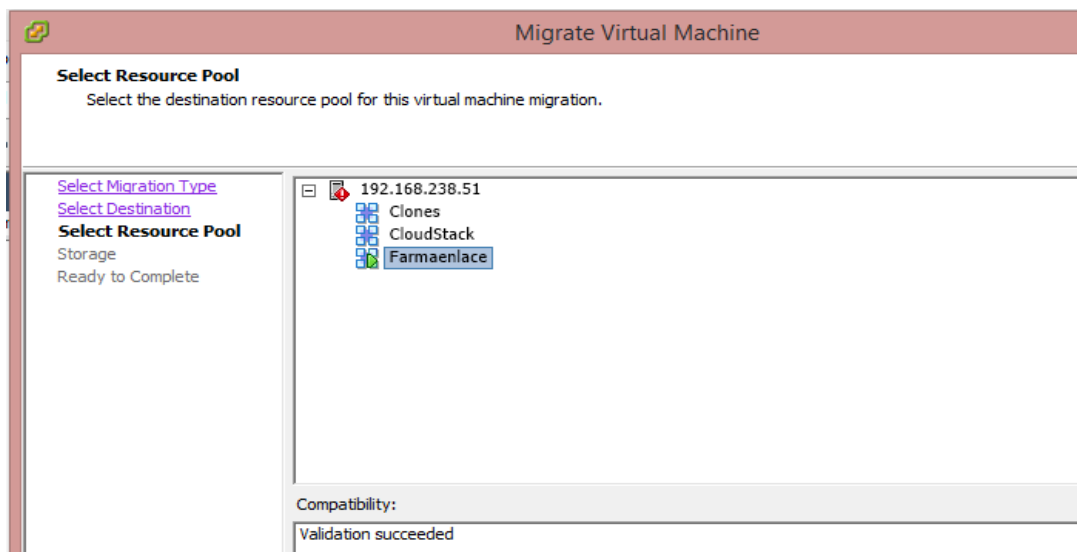 Migrate Virtual Machine
Select Resource Pool
Select the destination resource pool for this virtual machine migration.
Select Migration Type
Select Destination
Select Resource Pool
Storage
Ready to Complete
192.168.238.51
Clones
CloudStack
Farmaenlace
Compatibility:
Validation succeeded